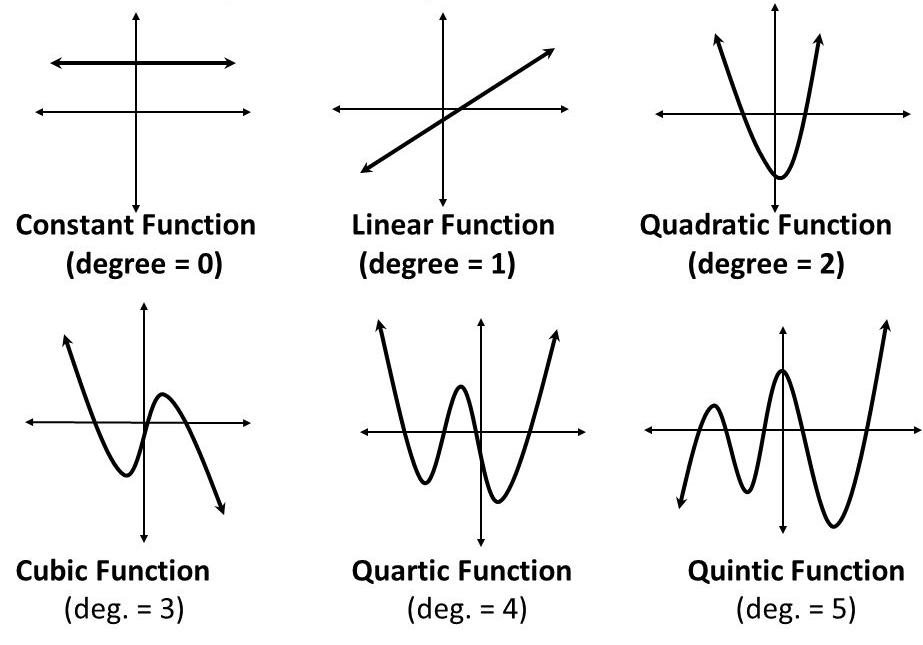 Constant Function
(degree = 0)
Linear Function
(degree = 1)
Quadratic Function
(degree = 2)
Cubic Function
(deg. = 3)
Quartic Function
(deg. = 4)
Quintic Function
(deg. = 5)